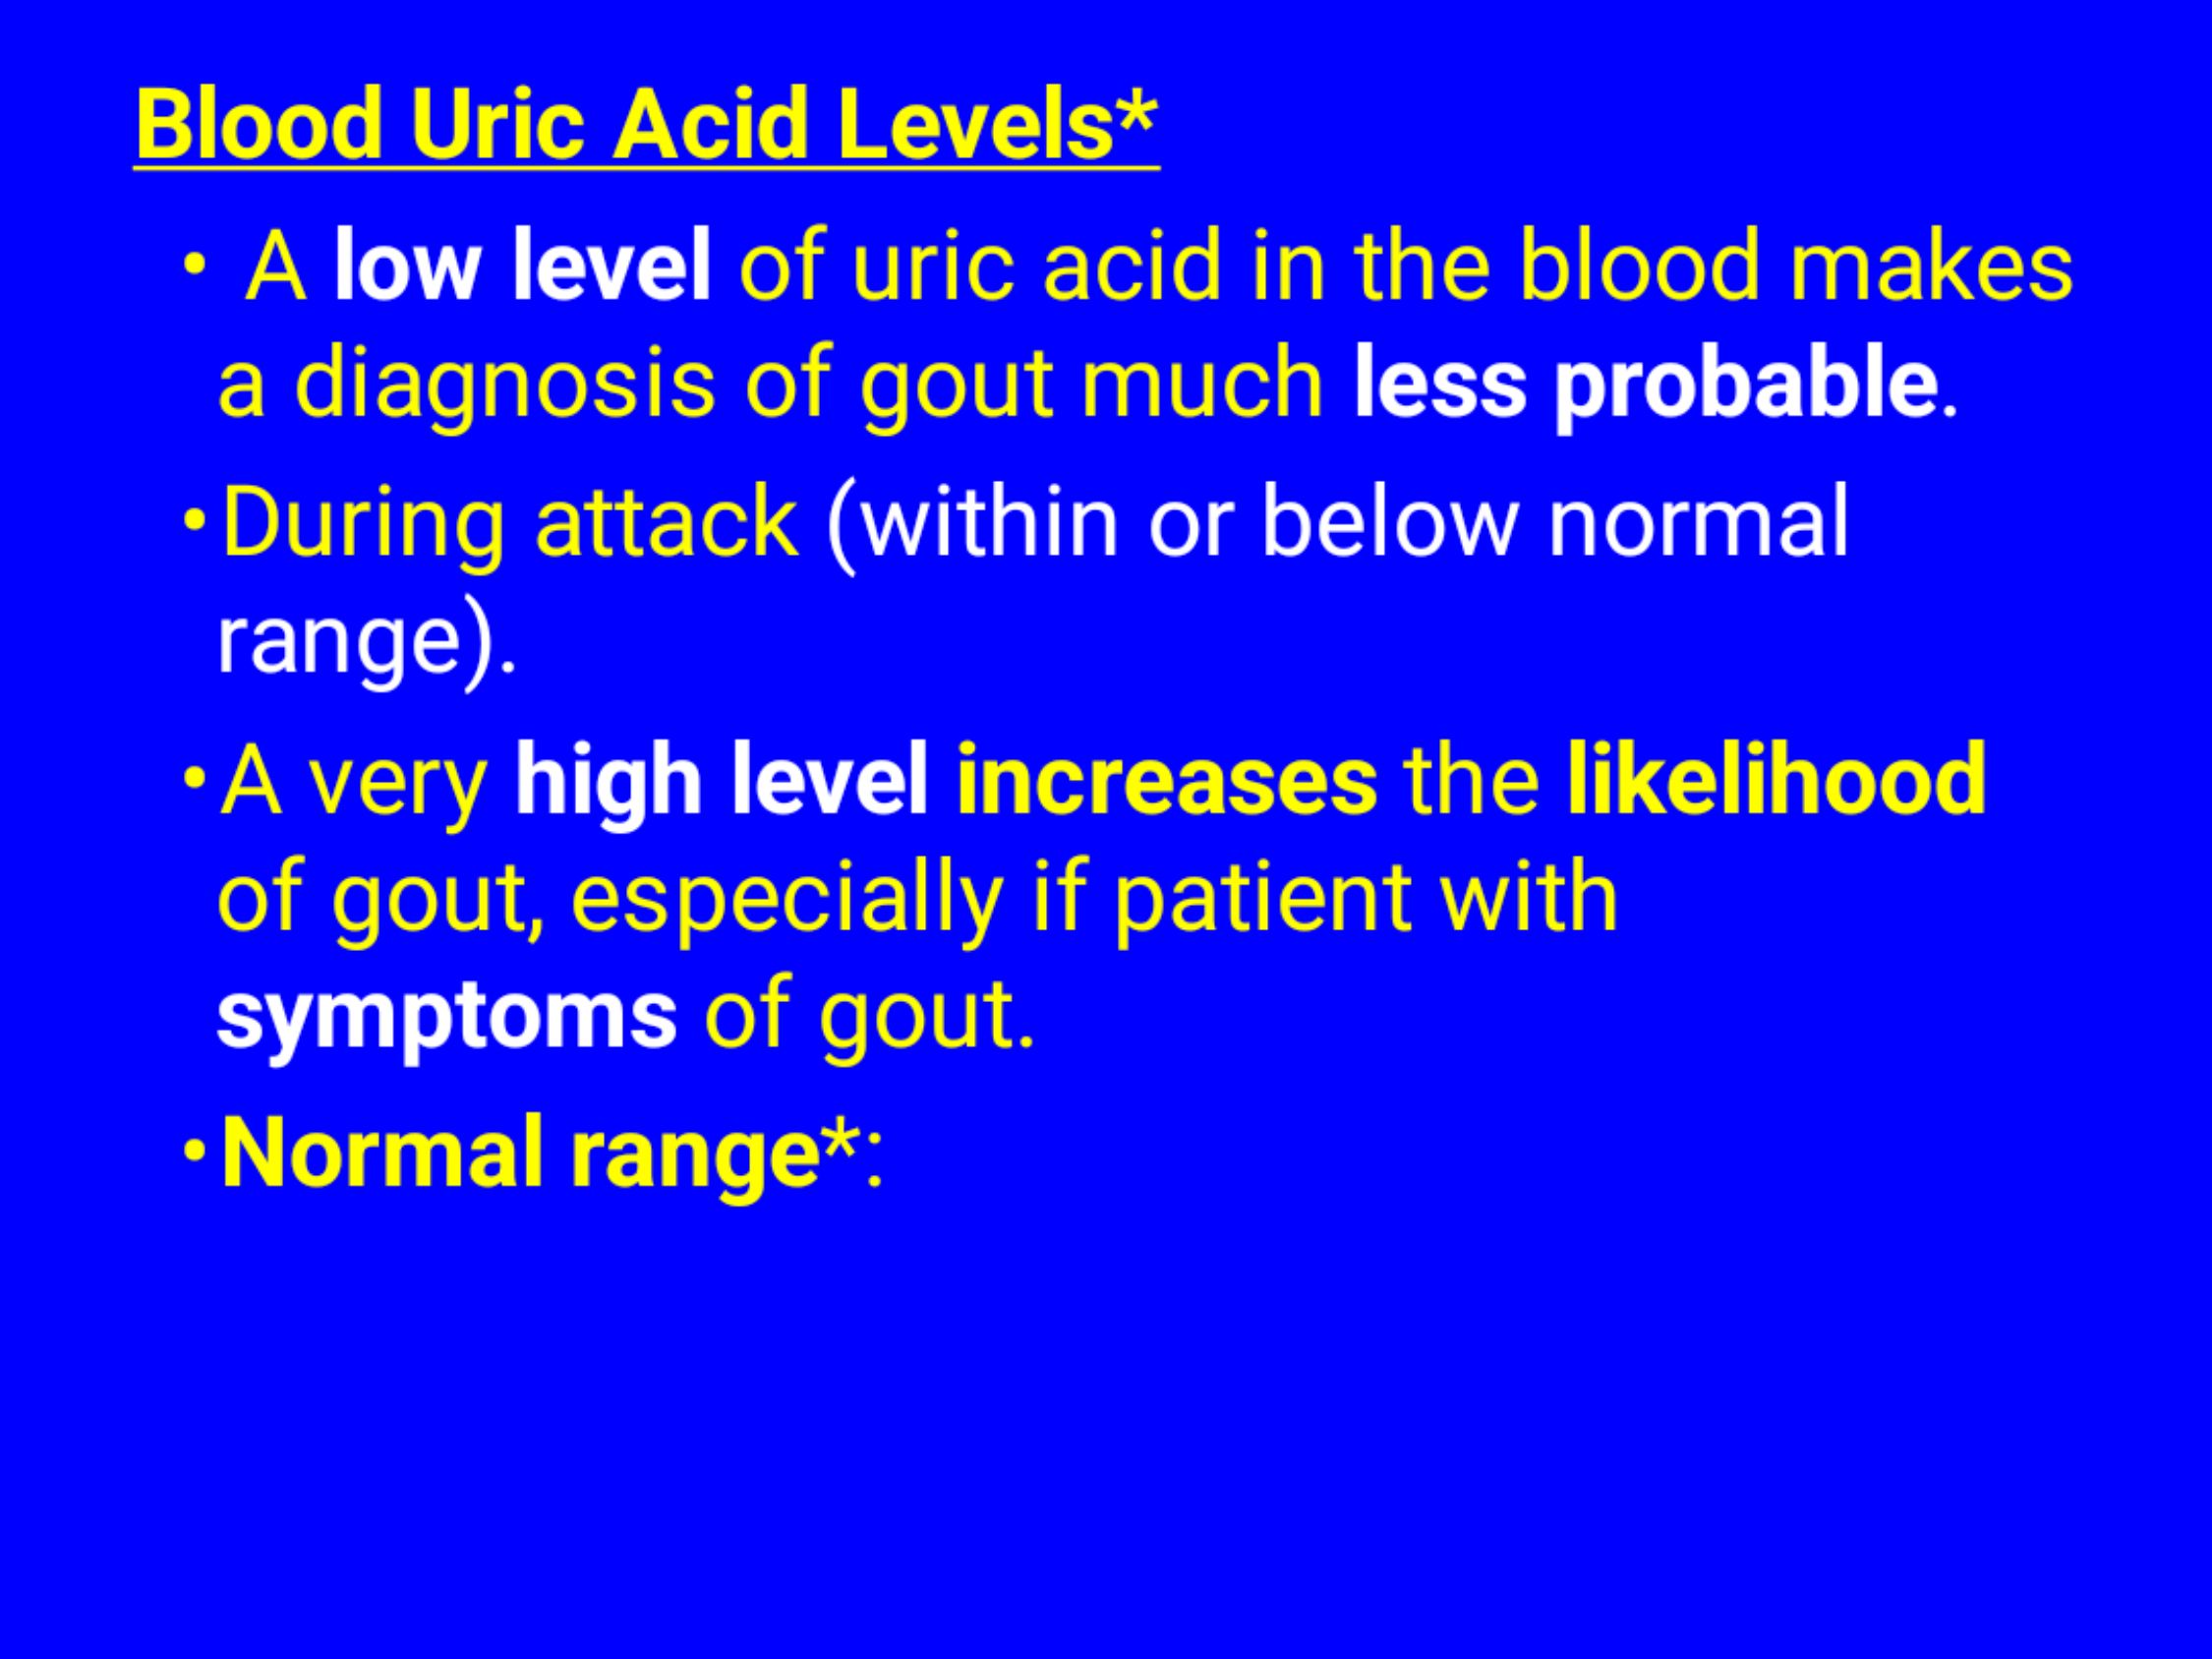 Blood Uric Acid Levels*
• A low level of uric acid in the blood makes
a diagnosis of gout much less probable.
• During attack (within or below normal
range).
• A very high level increases the likelihood
of gout, especially if patient with
symptoms of gout.
• Normal range*: